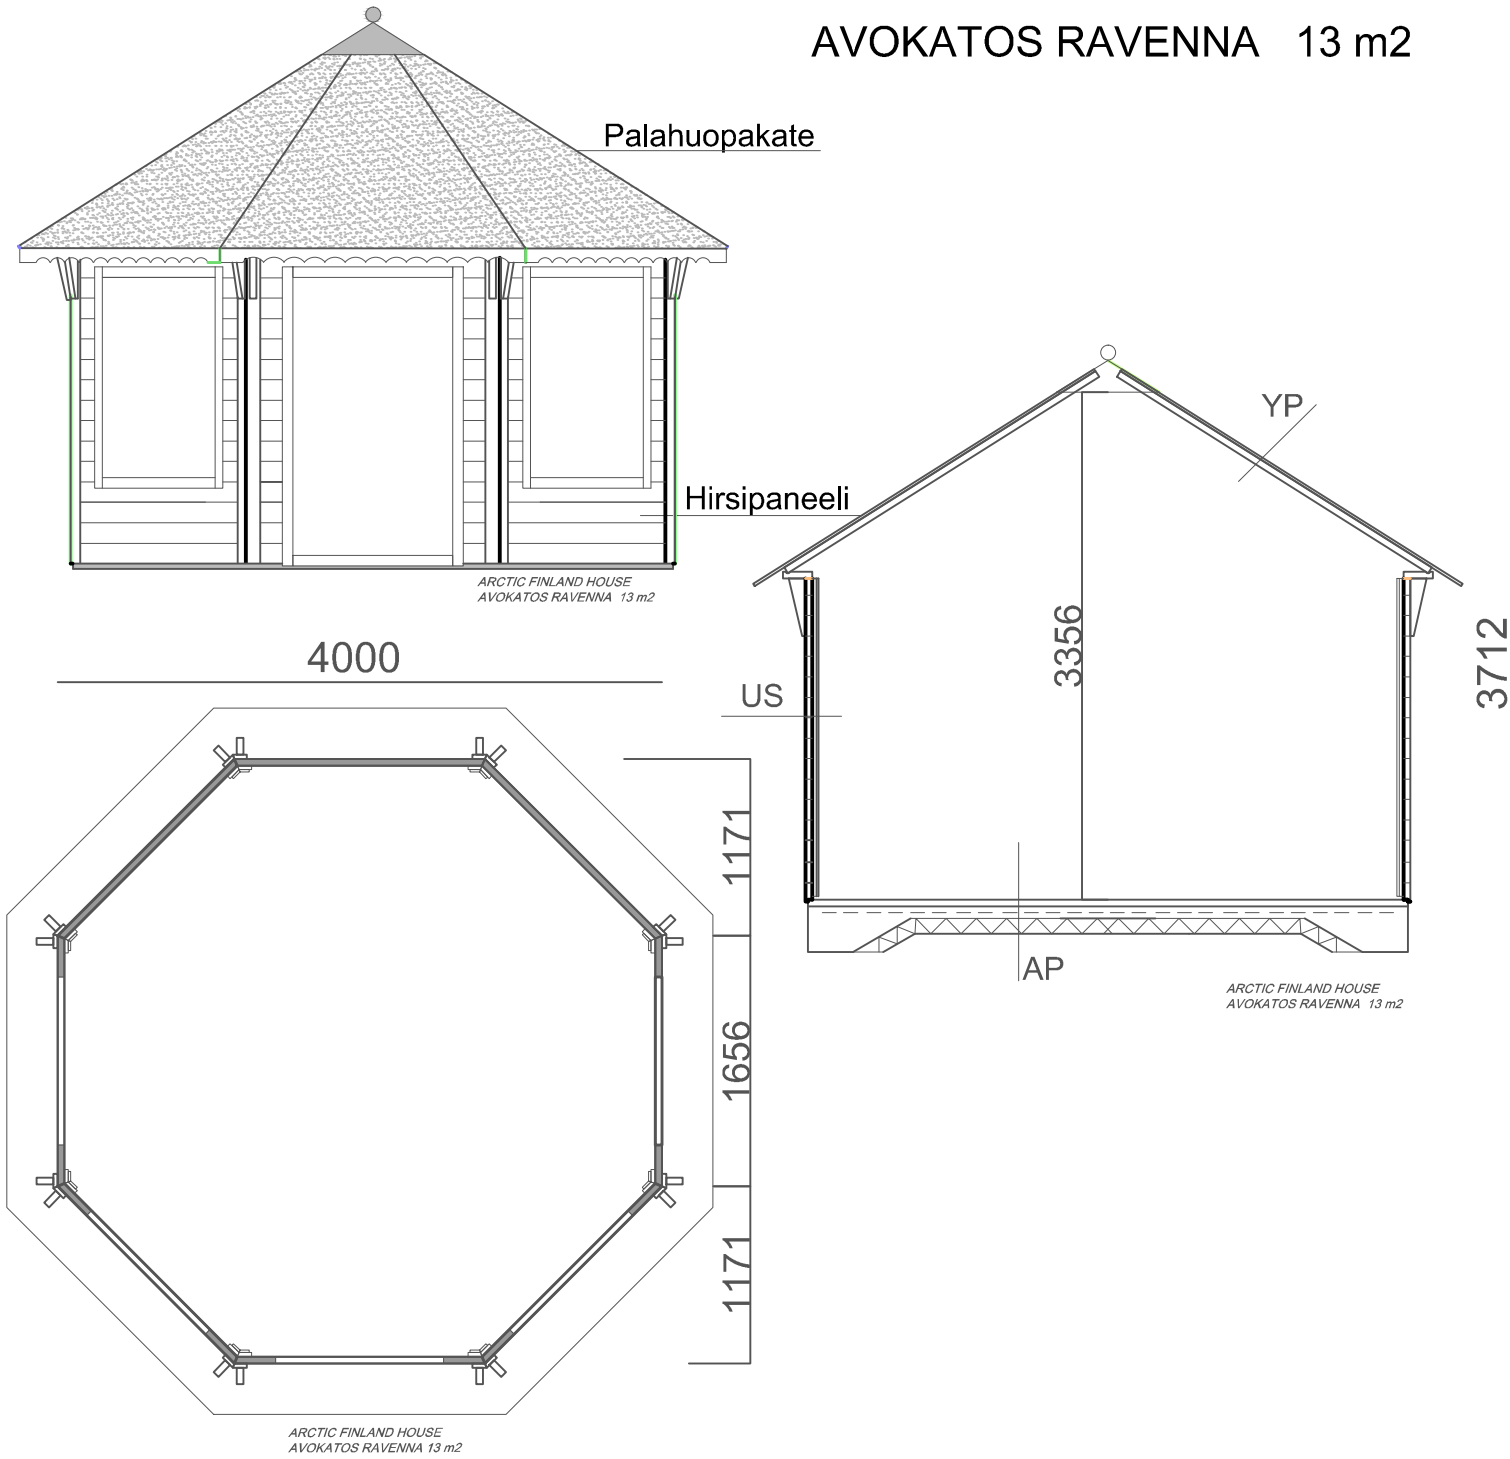 AVOKATOS RAVENNA 13 m2
Palahuopakate
Hirsipaneeli
ARCTIC FINLAND HOUSE
AVOKATOS RAVENNA 13 m2
YP
3356
3712
US
AP
ARCTIC FINLAND HOUSE
AVOKATOS RAVENNA 13 m2
4000
1171
1656
1171
ARCTIC FINLAND HOUSE
AVOKATOS RAVENNA 13 m2